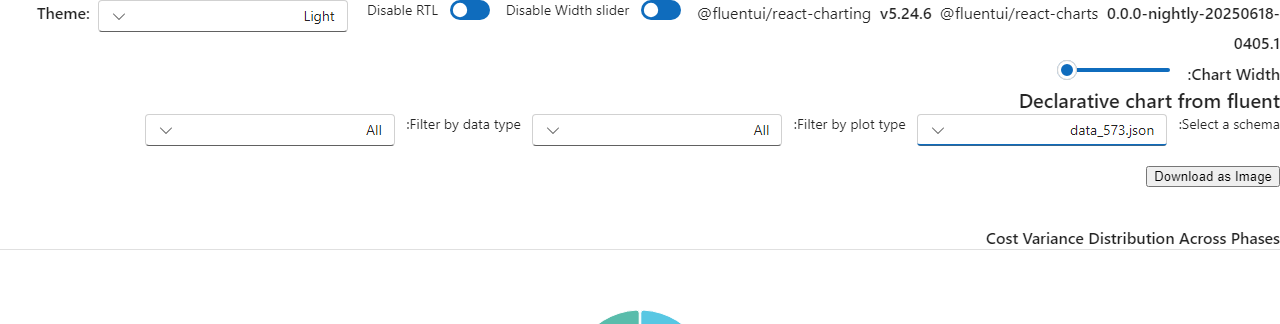 Theme: Light Disable RTL Disable Width slider @fluentui/react-charting v5.24.6 @fluentui/react-charts 0.0.0-nightly-20250618-
0405.1
:Chart Width
Declarative chart from fluent
All :Filter by data type All :Filter by plot type data_573.json :Select a schema
Download as Image
Cost Variance Distribution Across Phases